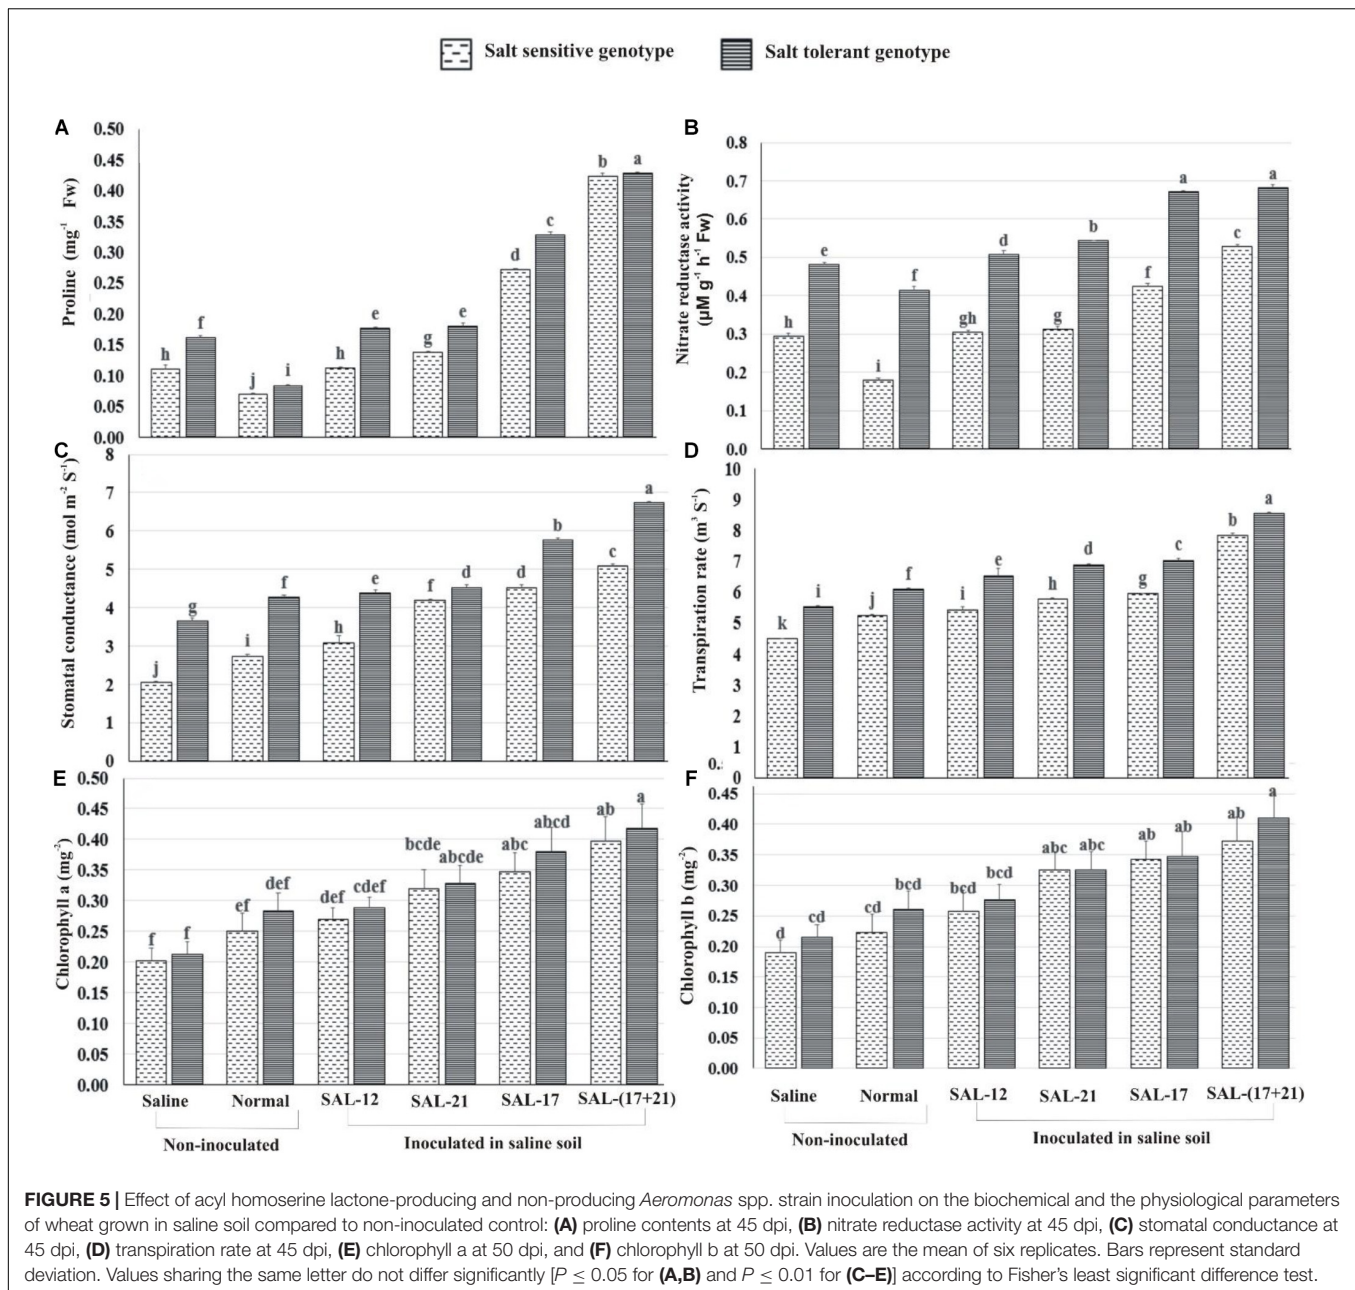 Salt sensitive genotype Salt tolerant genotype
A
Proline (mg⁻¹ Fw)
0.50
0.45
0.40
0.35
0.30
0.25
0.20
0.15
0.10
0.05
0.00
h f j i h e g e d c b a
B
Nitrate reductase activity
(µM g⁻¹ h⁻¹ Fw)
0.8
0.7
0.6
0.5
0.4
0.3
0.2
0.1
0.0
h e i f gh d g b f a c a
C
Stomatal conductance (mol m⁻² S⁻¹)
8
7
6
5
4
3
2
1
0
j g i f h e f d d b c a
D
Transpiration rate (m³ S⁻¹)
10
9
8
7
6
5
4
3
2
1
0
k i j f i e h d g c b a
0.
E
Chlorophyll a (mg⁻²)
0.50
0.45
0.40
0.35
0.30
0.25
0.20
0.15
0.10
0.05
0.00
f f ef def def cdef bcde abcde abc abcd ab a
Saline Normal SAL-12 SAL-21 SAL-17 SAL-(17+21)
Non-inoculated Inoculated in saline soil
F
Chlorophyll b (mg⁻²)
0.45
0.40
0.35
0.30
0.25
0.20
0.15
0.10
0.05
0.00
d cd cd bcd bcd bcd abc abc ab ab ab a
Saline Normal SAL-12 SAL-21 SAL-17 SAL-(17+21)
Non-inoculated Inoculated in saline soil
FIGURE 5 | Effect of acyl homoserine lactone-producing and non-producing Aeromonas spp. strain inoculation on the biochemical and the physiological parameters
of wheat grown in saline soil compared to non-inoculated control: (A) proline contents at 45 dpi, (B) nitrate reductase activity at 45 dpi, (C) stomatal conductance at
45 dpi, (D) transpiration rate at 45 dpi, (E) chlorophyll a at 50 dpi, and (F) chlorophyll b at 50 dpi. Values are the mean of six replicates. Bars represent standard
deviation. Values sharing the same letter do not differ significantly [P ≤ 0.05 for (A,B) and P ≤ 0.01 for (C–E)] according to Fisher's least significant difference test.